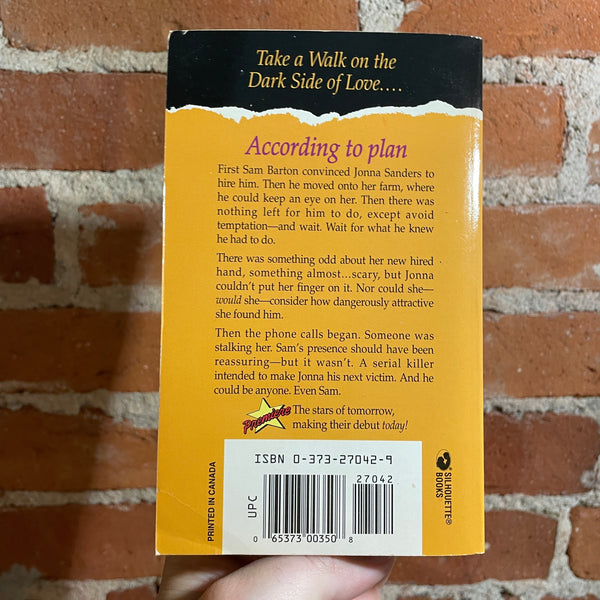 Take a Walk on the
Dark Side of Love....
According to plan
First Sam Barton convinced Jonna Sanders to
hire him. Then he moved onto her farm, where
he could keep an eye on her. Then there was
nothing left for him to do, except avoid
temptation—and wait. Wait for what he knew
he had to do.
There was something odd about her new hired
hand, something almost...scary, but Jonna
couldn't put her finger on it. Nor could she—
would she—consider how dangerously attractive
she found him.
Then the phone calls began. Someone was
stalking her. Sam's presence should have been
reassuring—but it wasn't. A serial killer
intended to make Jonna his next victim. And he
could be anyone. Even Sam.
Premiere
The stars of tomorrow,
making their debut today!
ISBN 0-373-27042-9
27042
UPC
0 65373 00350 8
PRINTED IN CANADA
SILHOUETTE®
BOOKS